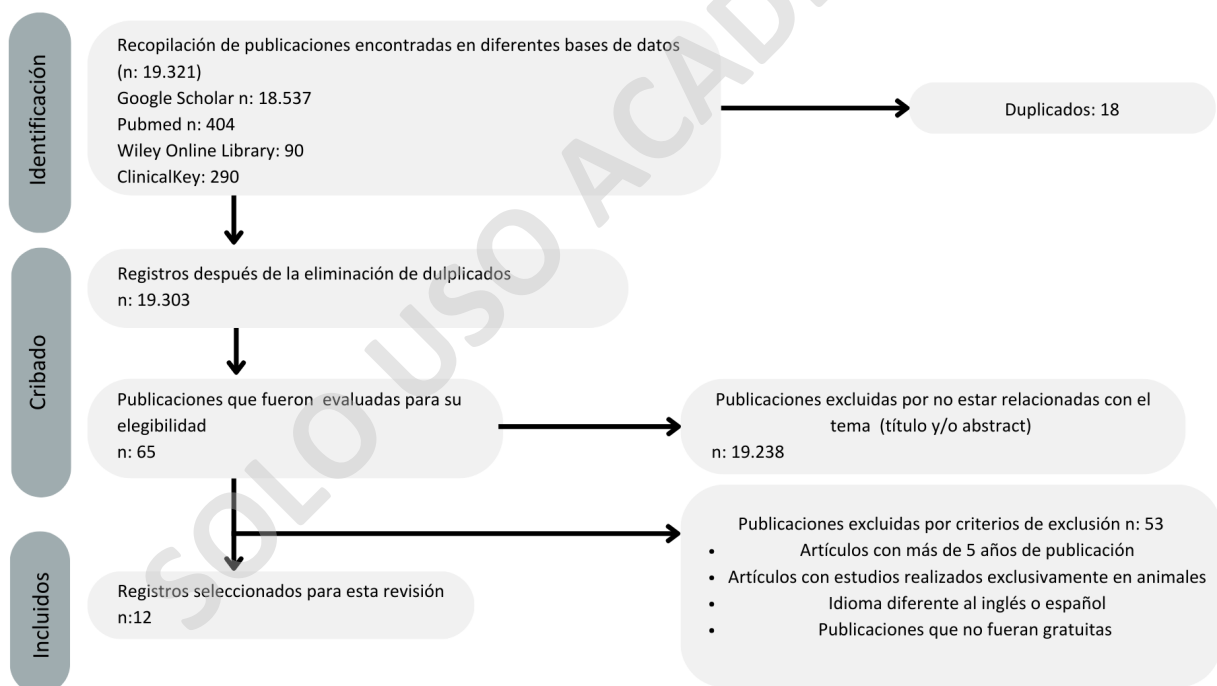 Identificación
Recopilación de publicaciones encontradas en diferentes bases de datos
(n: 19.321)
Google Scholar n: 18.537
Pubmed n: 404
Wiley Online Library: 90
ClinicalKey: 290
Duplicados: 18
Cribado
Registros después de la eliminación de dulplicados
n: 19.303
Publicaciones que fueron evaluadas para su
elegibilidad
n: 65
Publicaciones excluidas por no estar relacionadas con el
tema (título y/o abstract)
n: 19.238
Incluidos
Registros seleccionados para esta revisión
n:12
Publicaciones excluidas por criterios de exclusión n: 53
• Artículos con más de 5 años de publicación
• Artículos con estudios realizados exclusivamente en animales
• Idioma diferente al inglés o español
• Publicaciones que no fueran gratuitas
SOLO USO ACAD